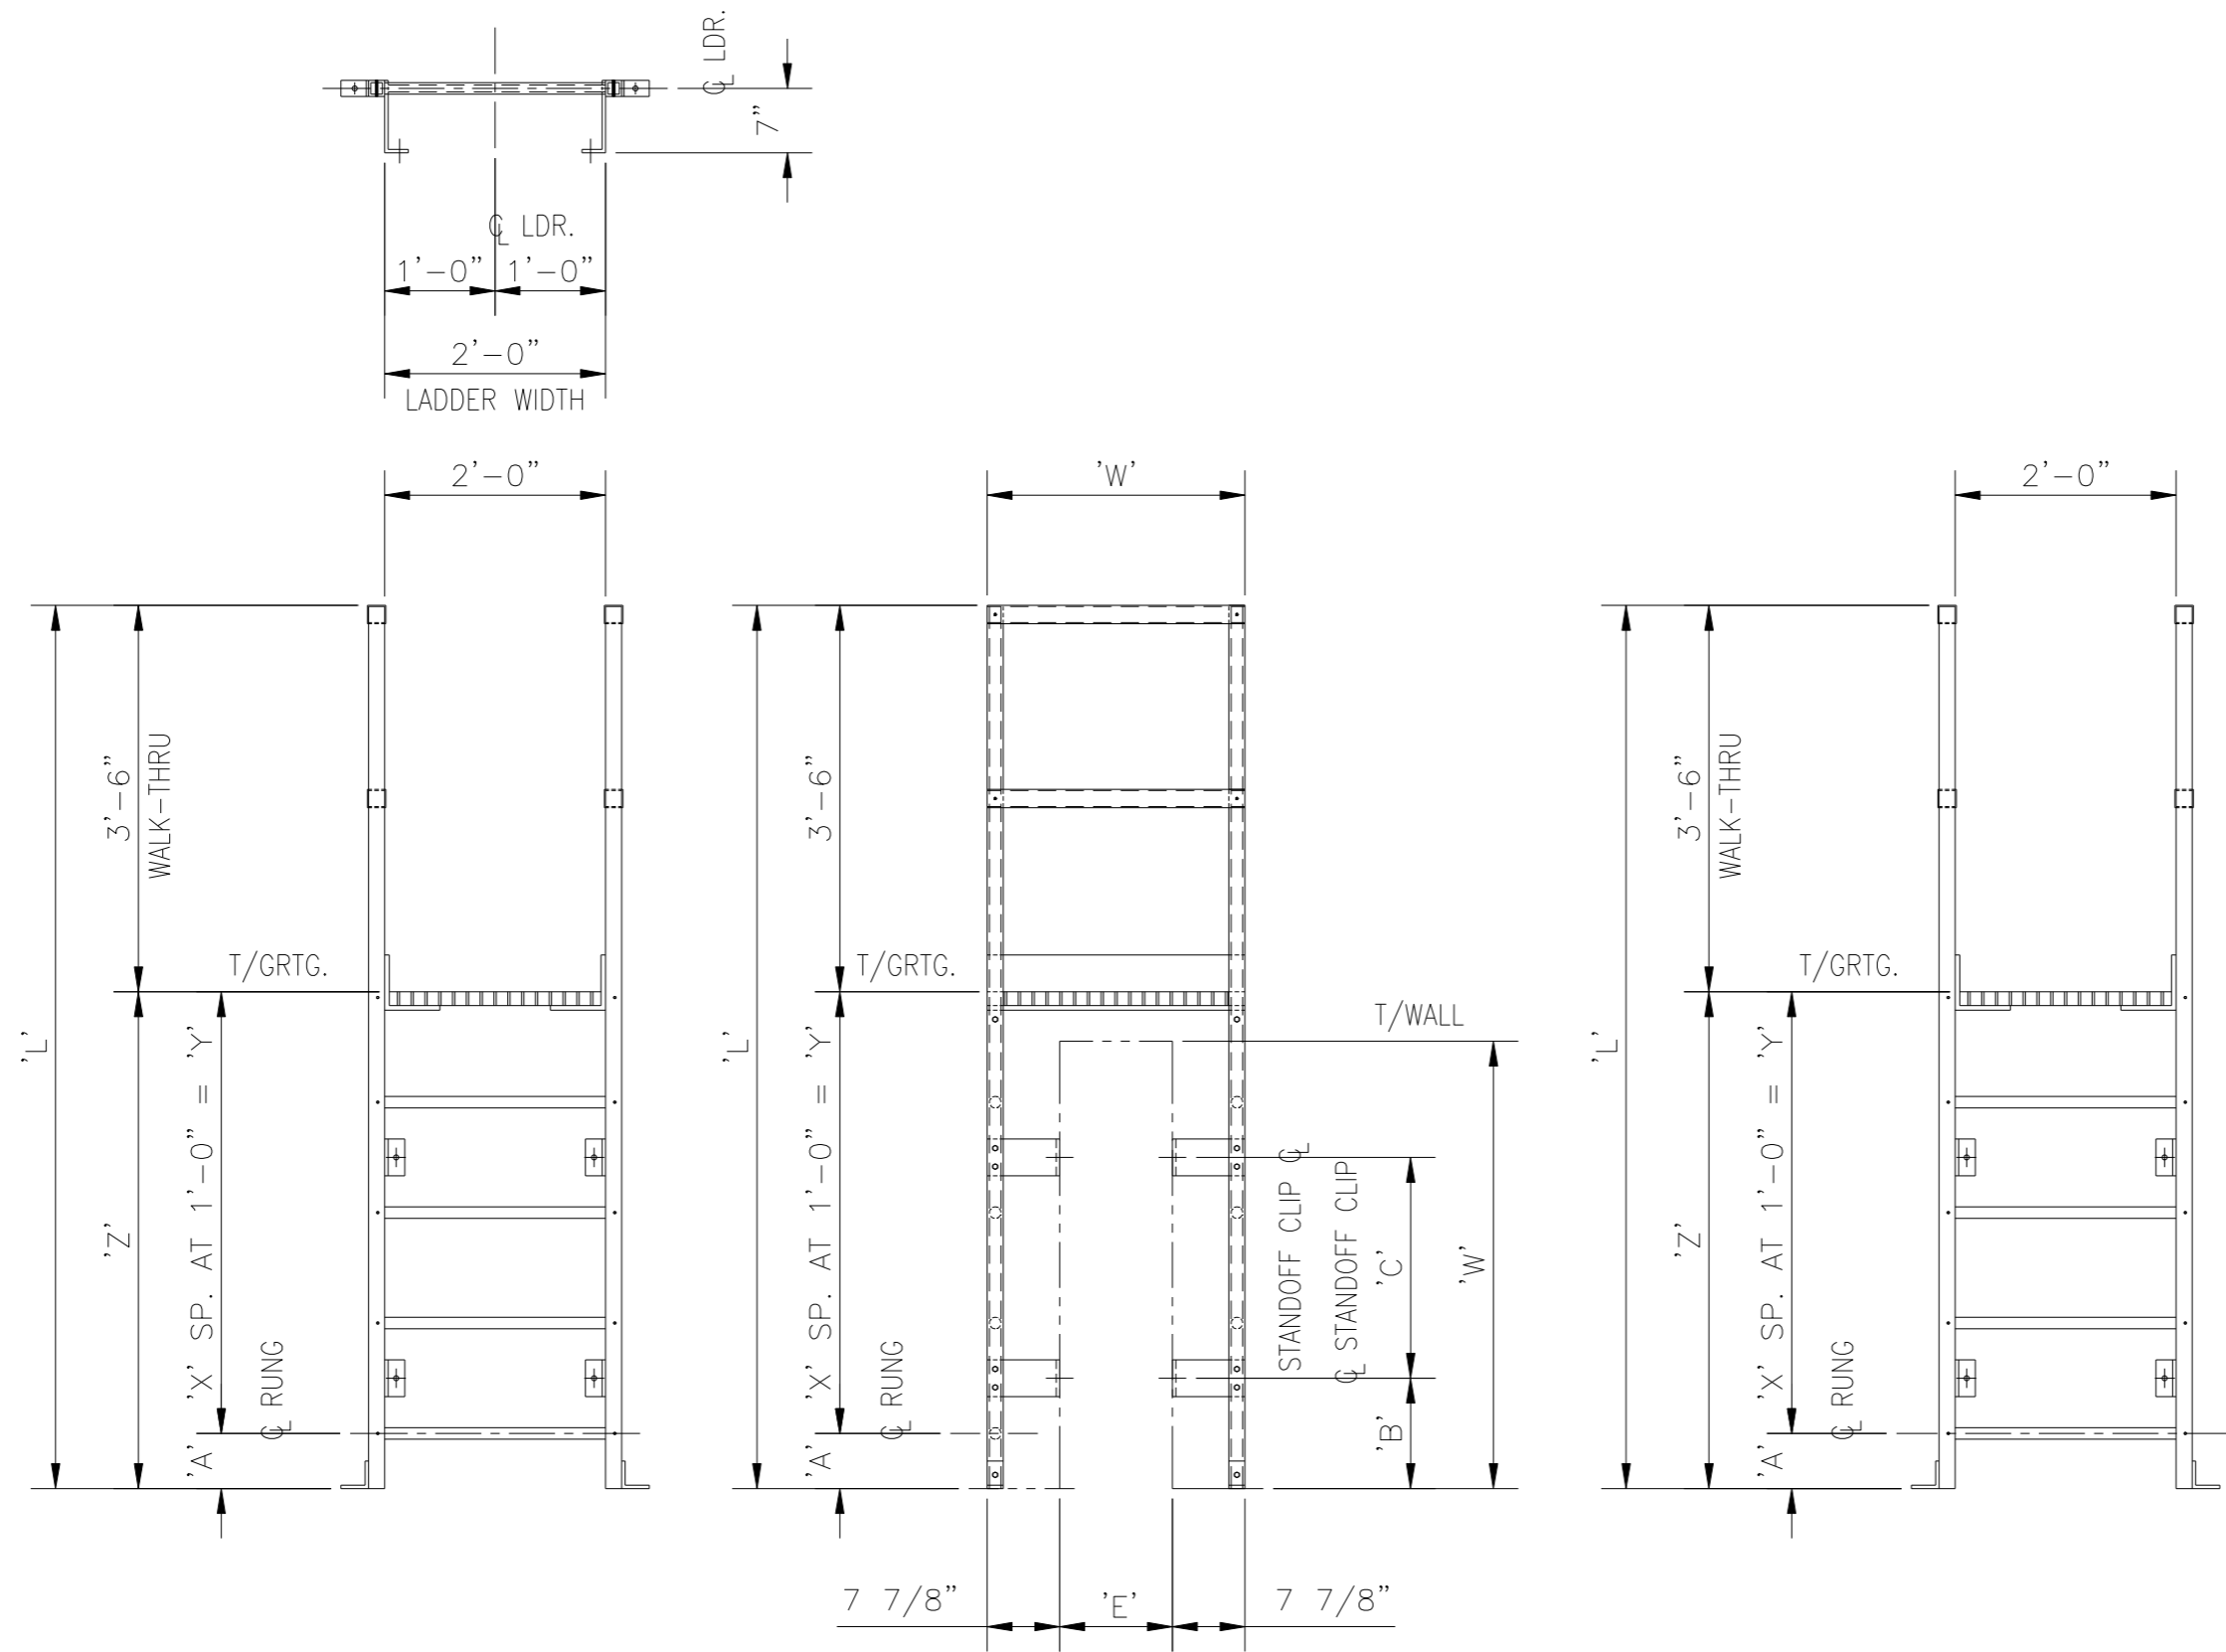 ℄ LDR.
7"
℄ LDR.
1'-0" 1'-0"
2'-0"
LADDER WIDTH
2'-0"
'W'
2'-0"
'L'
3'-6"
WALK-THRU
T/GRTG.
'Z'
'X' SP. AT 1'-0" = 'Y'
'A'
℄ RUNG
'L'
3'-6"
T/GRTG.
'X' SP. AT 1'-0" = 'Y'
'A'
℄ RUNG
T/WALL
STANDOFF CLIP ℄
℄ STANDOFF CLIP
'C'
'B'
'W'
7 7/8" 'E' 7 7/8"
'L'
3'-6"
WALK-THRU
T/GRTG.
'Z'
'X' SP. AT 1'-0" = 'Y'
'A'
℄ RUNG